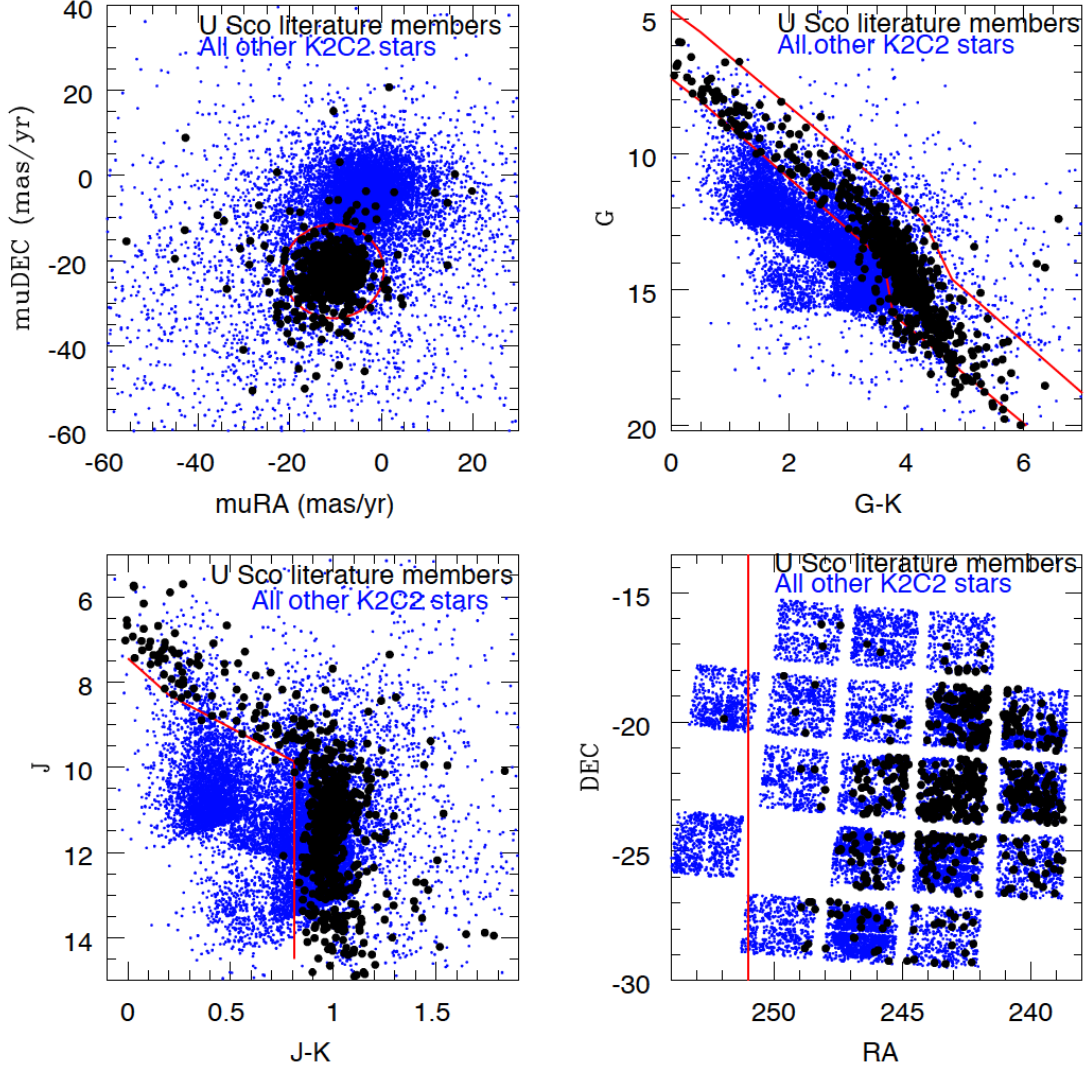 U Sco literature members
All other K2C2 stars
40
20
0
-20
-40
-60
muDEC (mas/yr)
-60 -40 -20 0 20
muRA (mas/yr)
U Sco literature members
All other K2C2 stars
5
10
15
20
G
0 2 4 6
G-K
U Sco literature members
All other K2C2 stars
6
8
10
12
14
J
0 0.5 1 1.5
J-K
U Sco literature members
All other K2C2 stars
-15
-20
-25
-30
DEC
250 245 240
RA